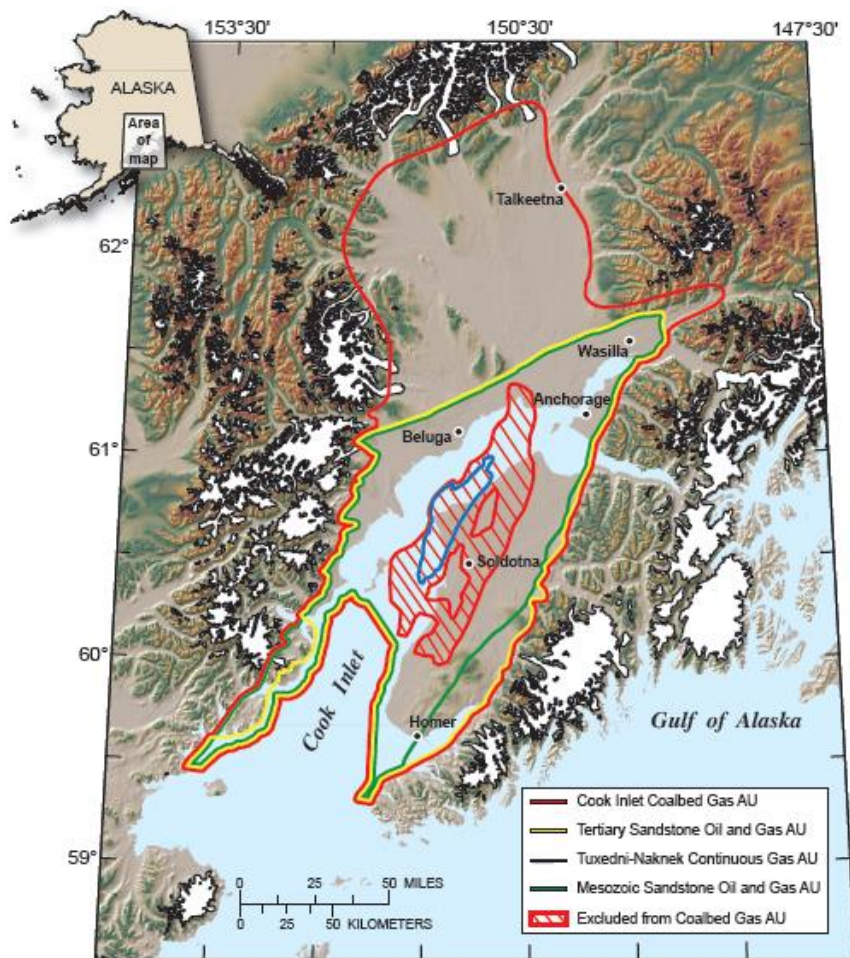 153°30'
150°30'
147°30'
ALASKA
Area
of
map
Talkeetna
62°
Wasilla
Anchorage
Beluga
61°
Soldotna
60°
Cook Inlet
Homer
Gulf of Alaska
59°
0 25 50 MILES
0 25 50 KILOMETERS
Cook Inlet Coalbed Gas AU
Tertiary Sandstone Oil and Gas AU
Tuxedni-Naknek Continuous Gas AU
Mesozoic Sandstone Oil and Gas AU
Excluded from Coalbed Gas AU